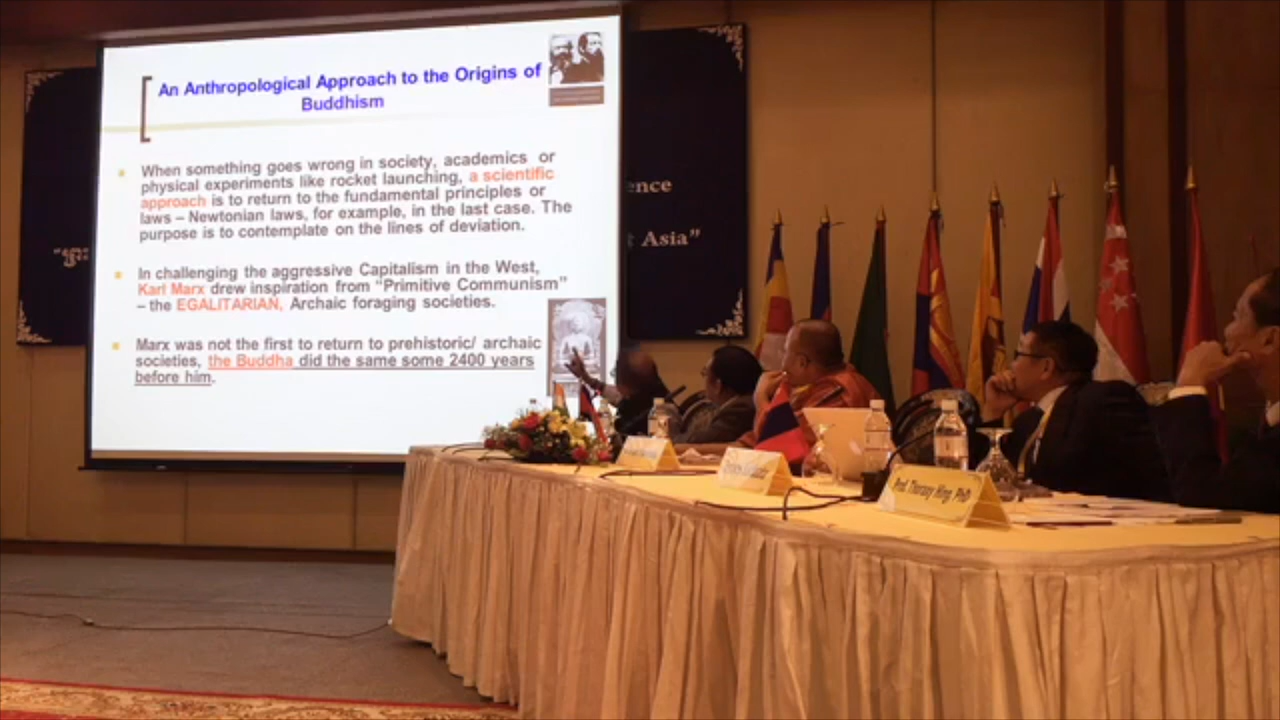 An Anthropological Approach to the Origins of
Buddhism
When something goes wrong in society, academics or
physical experiments like rocket launching, a scientific
approach is to return to the fundamental principles or
laws – Newtonian laws, for example, in the last case. The
purpose is to contemplate on the lines of deviation.
In challenging the aggressive Capitalism in the West,
Karl Marx drew inspiration from “Primitive Communism”
– the EGALITARIAN, Archaic foraging societies.
Marx was not the first to return to prehistoric/ archaic
societies, the Buddha did the same some 2400 years
before him.
Asia”
Prof. Thorany Hing PhD